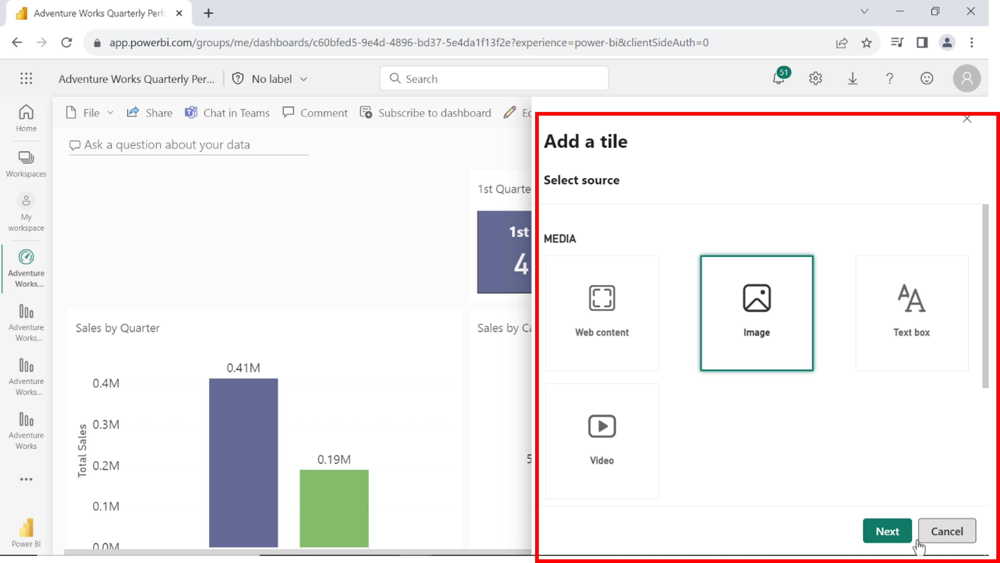 Adventure Works Quarterly Perf
app.powerbi.com/groups/me/dashboards/c60bfed5-9e4d-4896-bd37-5e4da1f13f2e?experience=power-bi&clientSideAuth=0
Adventure Works Quarterly Per...
No label
Search
51
?
File
Share
Chat in Teams
Comment
Subscribe to dashboard
Home
Workspaces
My
workspace
Adventure
Works...
Adventure
Works...
Adventure
Works...
Adventure
Works
Power BI
Ask a question about your data
1st Quarte
1st
4
Sales by Quarter
0.41M
0.4M
0.3M
0.19M
0.2M
0.1M
0.0M
Total Sales
Sales by Ca
5
Add a tile
Select source
MEDIA
Web content
Image
Text box
Video
Next
Cancel